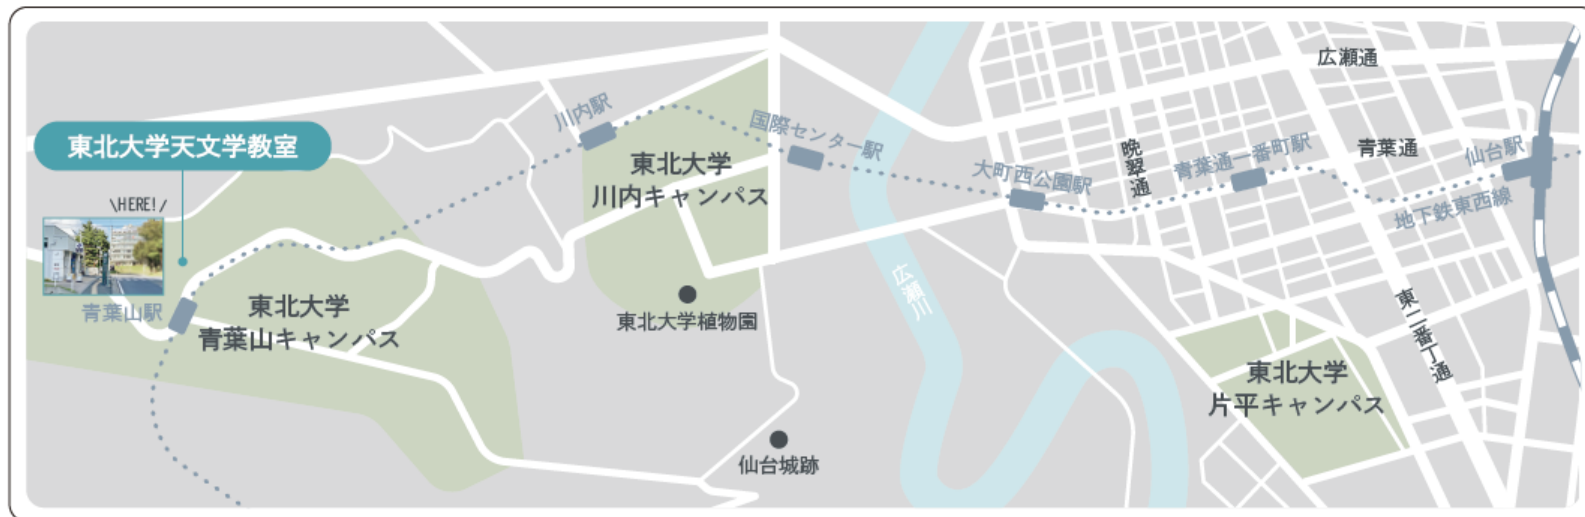 広瀬通
川内駅
国際センター駅
東北大学天文学教室
晩翠通
青葉通一番町駅
青葉通
仙台駅
東北大学
川内キャンパス
大町西公園駅
\HERE!/
地下鉄東西線
広瀬川
青葉山駅
東北大学
青葉山キャンパス
東北大学植物園
東二番丁通
東北大学
片平キャンパス
仙台城跡